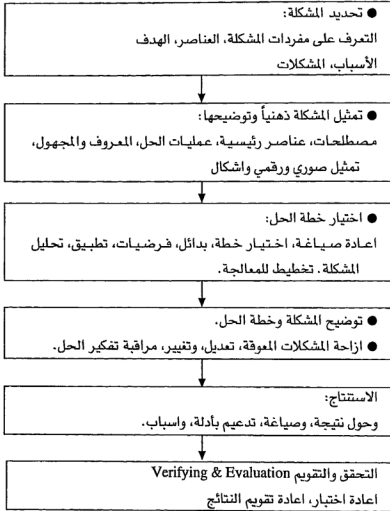 ● تحديد المشكلة:
التعرف على مفردات المشكلة، العناصر، الهدف
الأسباب، المشكلات
● تمثل المشكلة ذهنياً وتوضيحها:
مصطلحات، عناصر رئيسية، عمليات الحل، المعروف والمجهول،
تمثل صوري ورقمي واشكال
● اختيار خطة الحل:
اعادة صياغة، اختيار خطة، بدائل، فرضيات، تطبيق، تحليل
المشكلة. تخطيط للمعالجة.
● توضيح المشكلة وخطة الحل.
● ازاحة المشكلات المعوقة، تعديل، وتغيير، مراقبة تفكير الحل.
الاستنتاج:
وحول نتيجة، وصياغة، تدعيم بأدلة، واسباب.
التحقق والتقويم Verifying & Evaluation
اعادة اختبار، اعادة تقويم النتائج